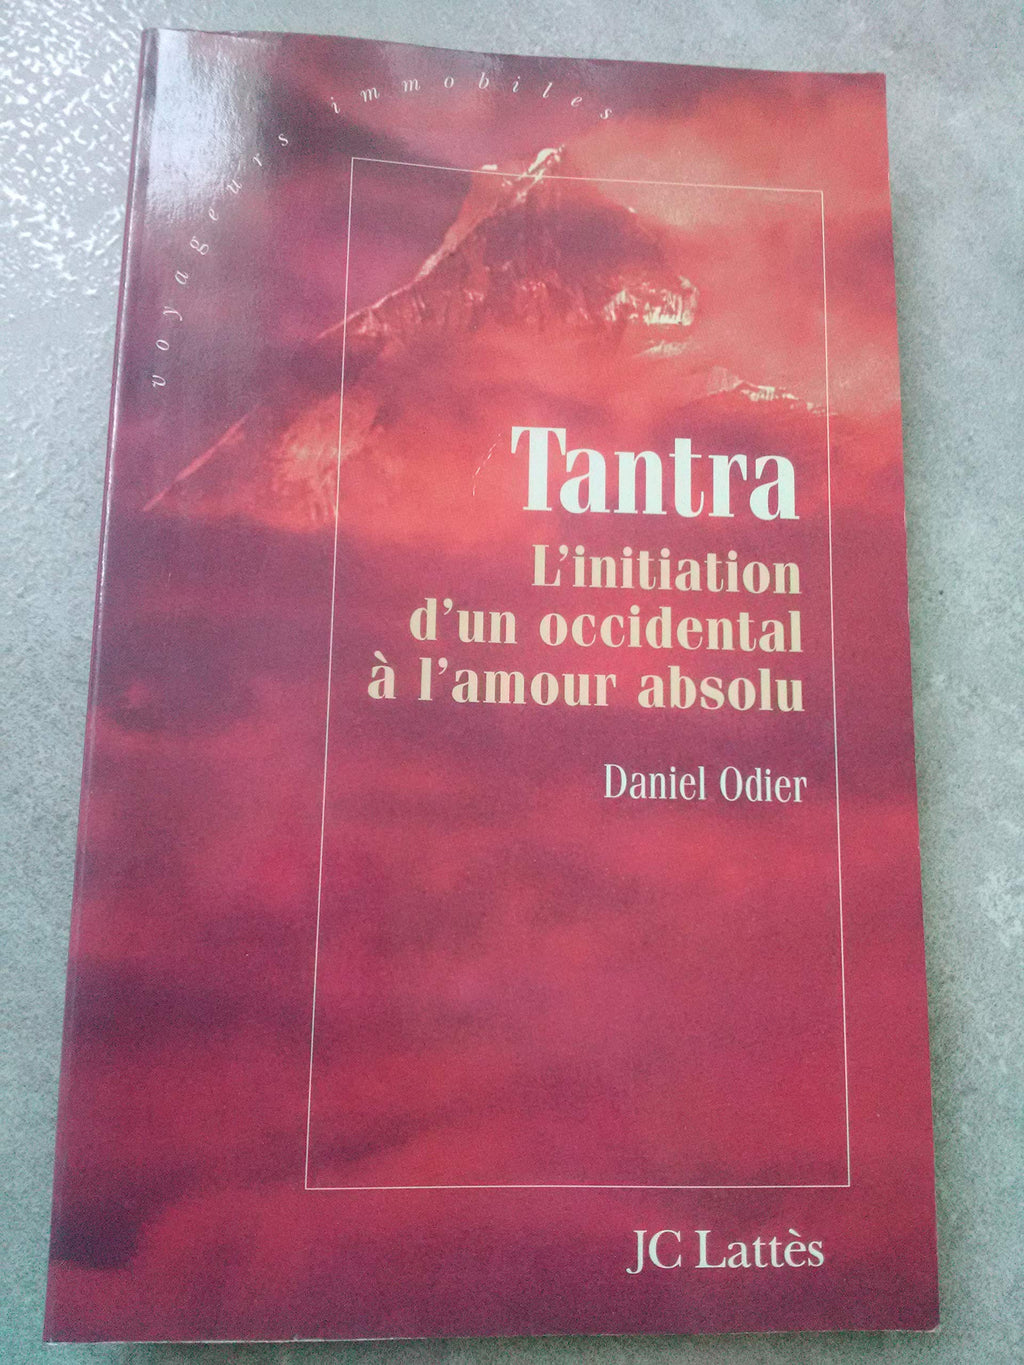 voyageurs immobiles
Tantra
L'initiation
d'un occidental
à l'amour absolu
Daniel Odier
JC Lattès